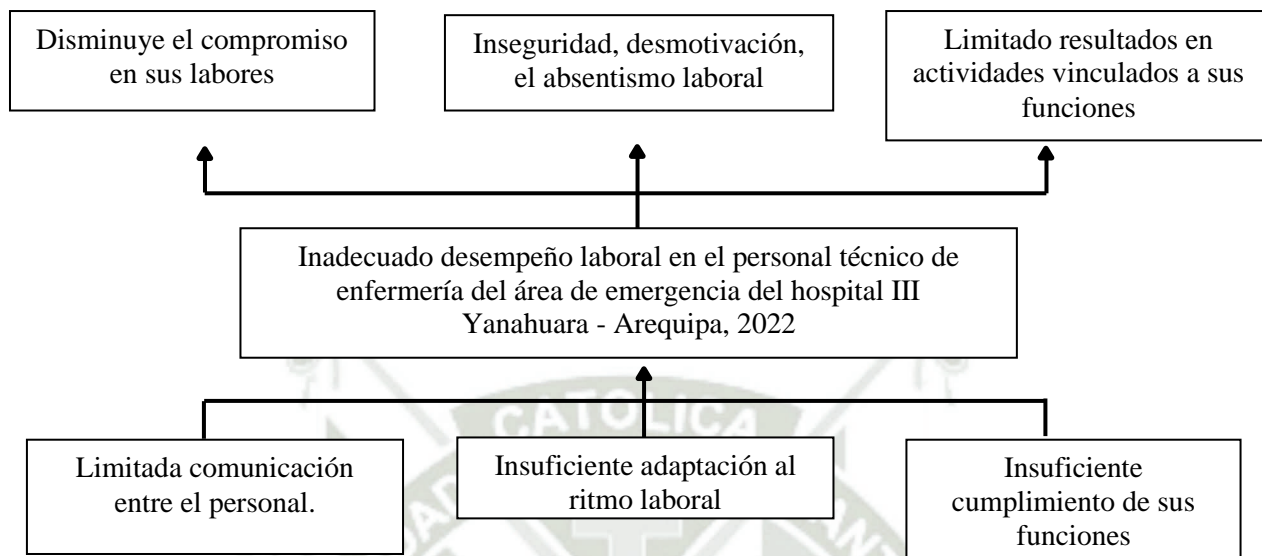 Disminuye el compromiso
en sus labores
Inseguridad, desmotivación,
el absentismo laboral
Limitado resultados en
actividades vinculados a sus
funciones
Inadecuado desempeño laboral en el personal técnico de
enfermería del área de emergencia del hospital III
Yanahuara - Arequipa, 2022
CATOLICA
Limitada comunicación
entre el personal.
Insuficiente adaptación al
ritmo laboral
Insuficiente
cumplimiento de sus
funciones